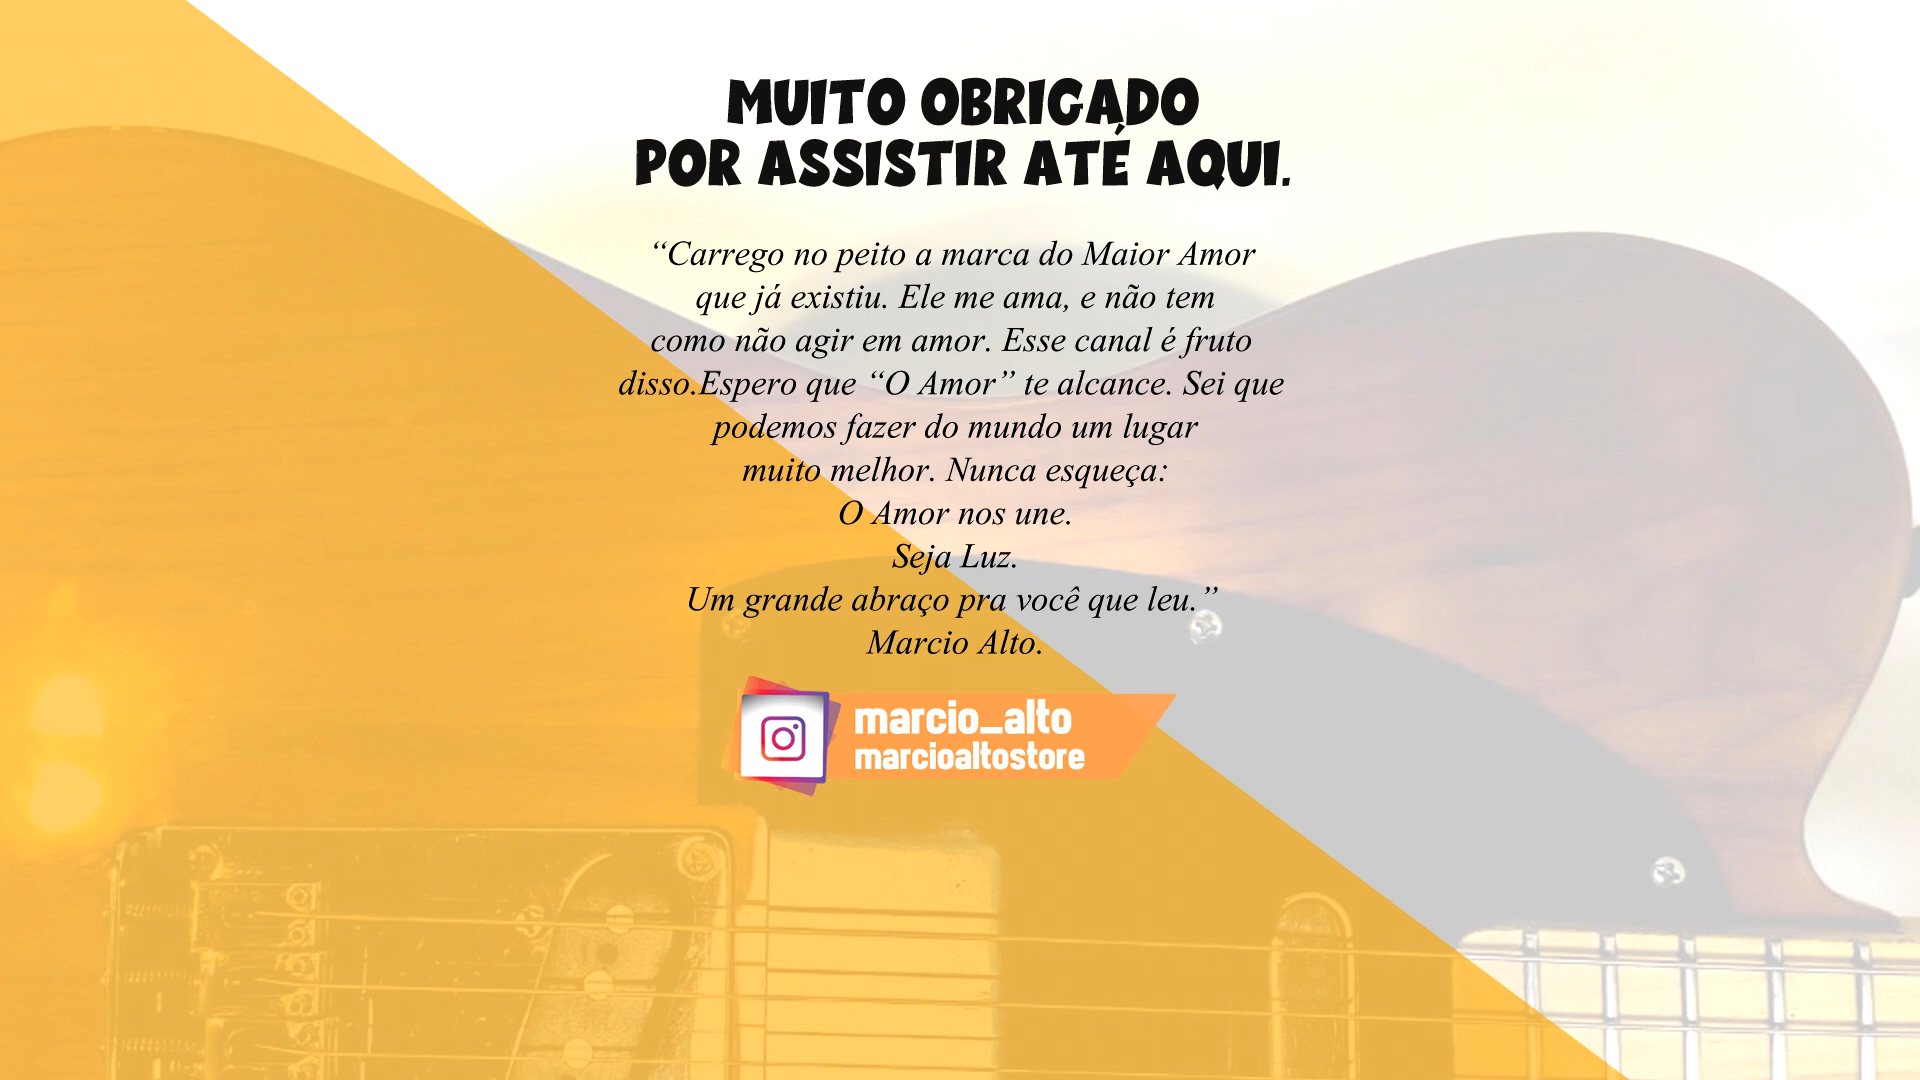 MUITO OBRIGADO
POR ASSISTIR ATÉ AQUI.
“Carrego no peito a marca do Maior Amor
que já existiu. Ele me ama, e não tem
como não agir em amor. Esse canal é fruto
disso.Espero que “O Amor” te alcance. Sei que
podemos fazer do mundo um lugar
muito melhor. Nunca esqueça:
O Amor nos une.
Seja Luz.
Um grande abraço pra você que leu.”
Marcio Alto.
marcio_alto
marcioaltostore